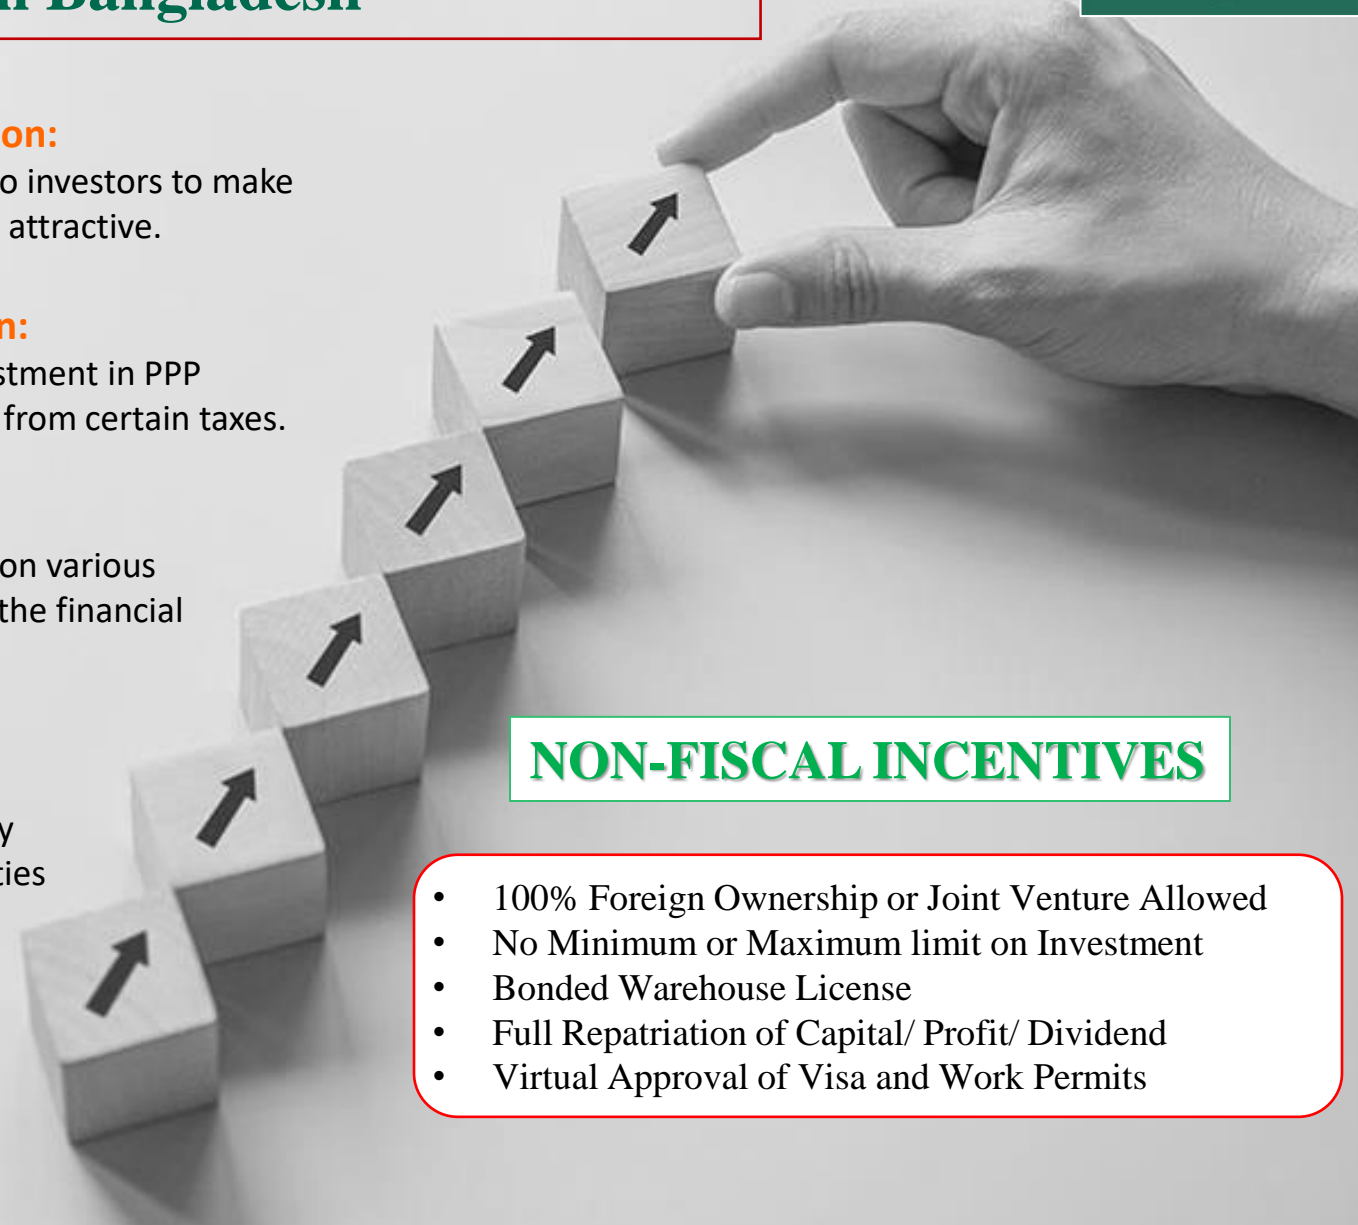 Bangladesh
on:
o investors to make
attractive.
n:
stment in PPP
from certain taxes.
on various
the financial
y
ties
NON-FISCAL INCENTIVES
• 100% Foreign Ownership or Joint Venture Allowed
• No Minimum or Maximum limit on Investment
• Bonded Warehouse License
• Full Repatriation of Capital/ Profit/ Dividend
• Virtual Approval of Visa and Work Permits